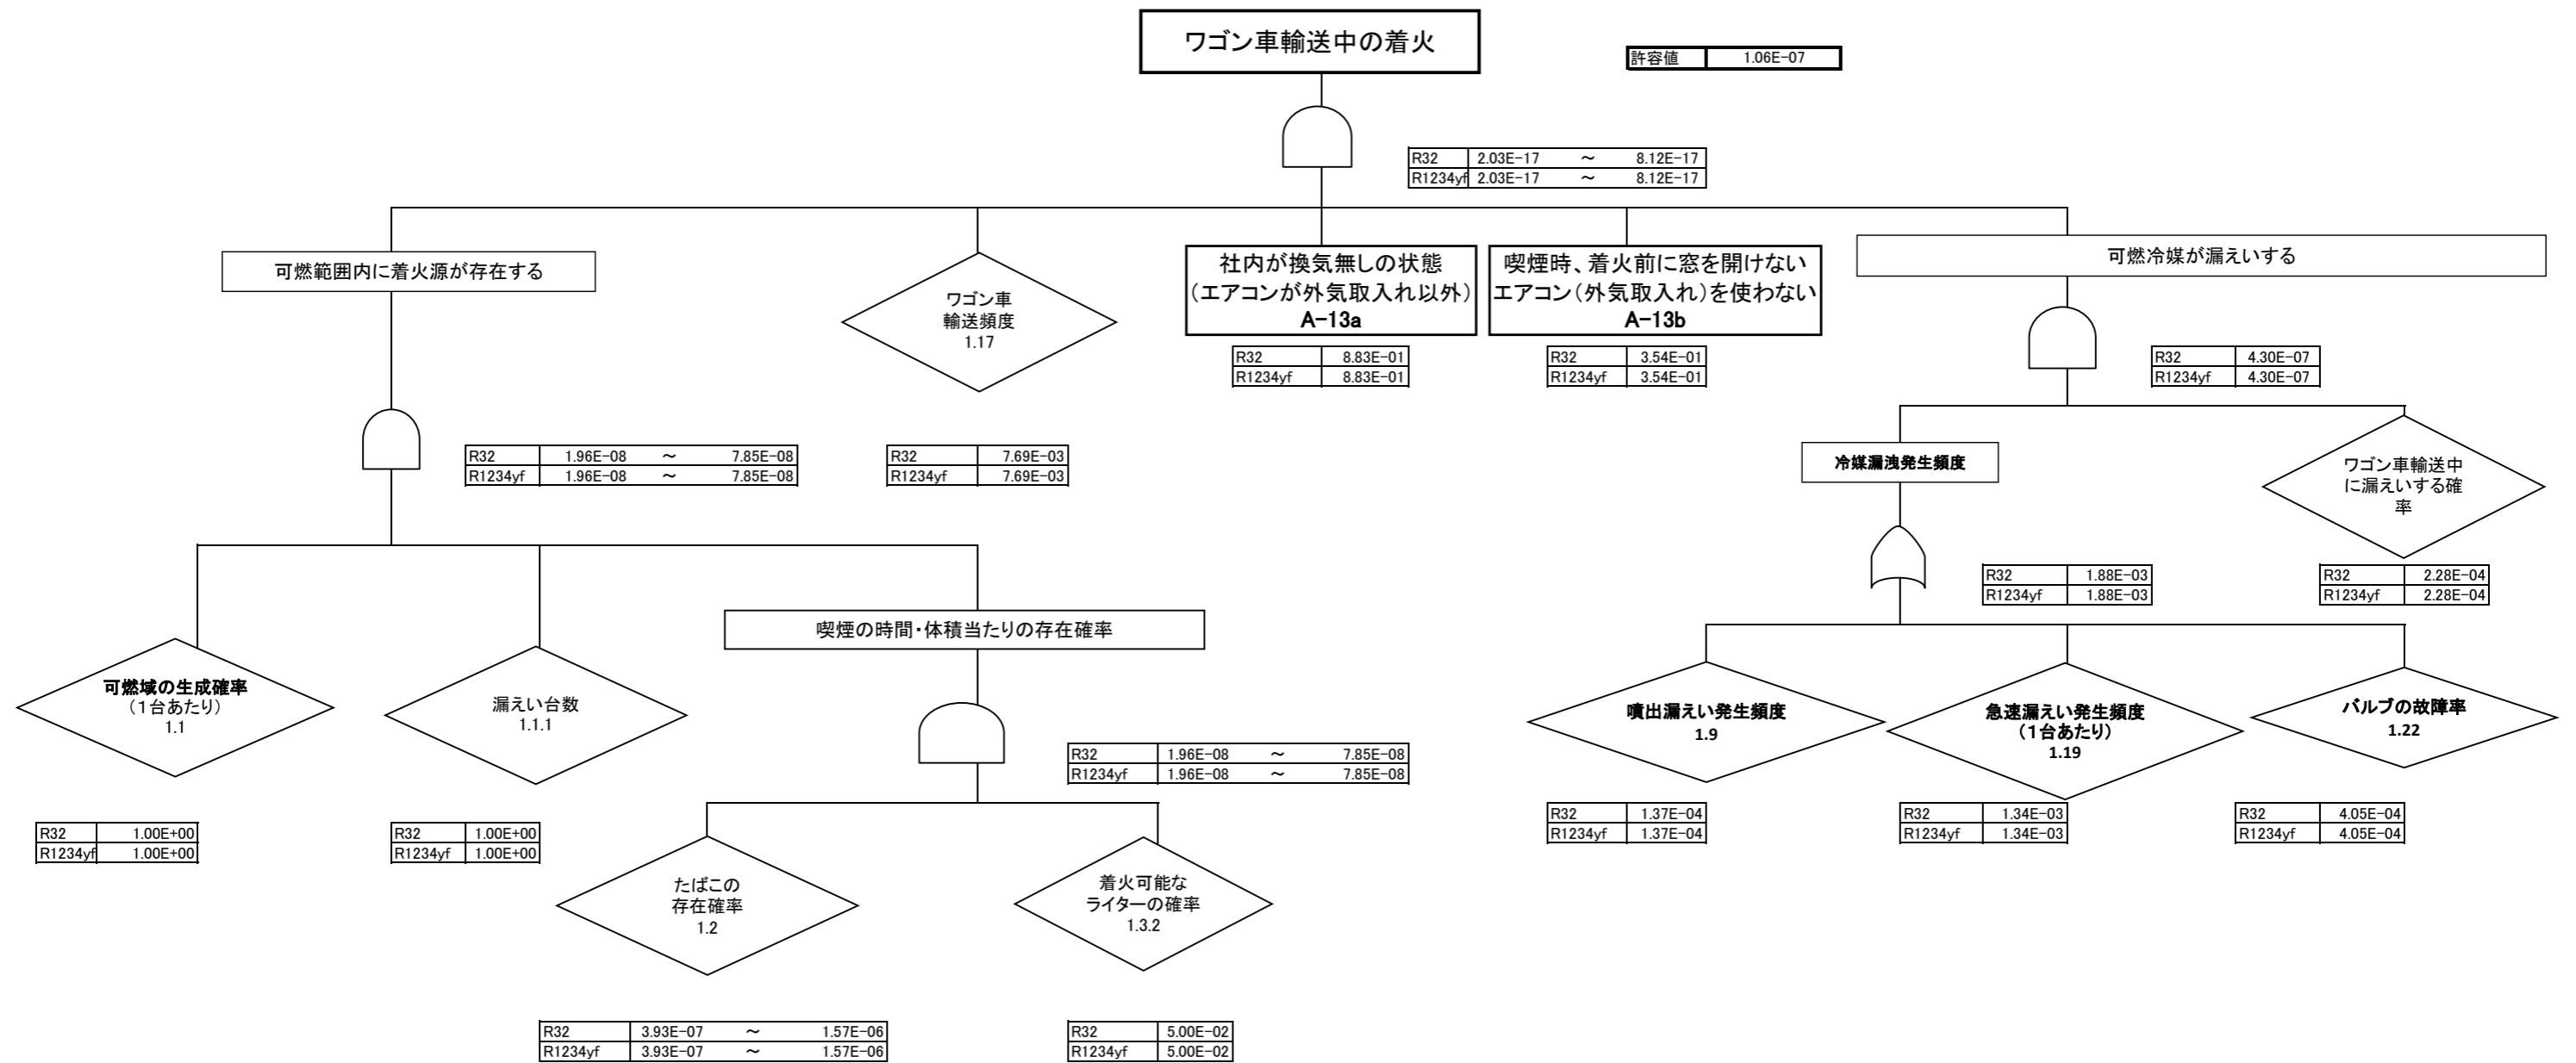 ワゴン車輸送中の着火
許容値 1.06E-07
R32 2.03E-17 ～ 8.12E-17
R1234yf 2.03E-17 ～ 8.12E-17
可燃範囲内に着火源が存在する
ワゴン車
輸送頻度
1.17
社内が換気無しの状態
(エアコンが外気取入れ以外)
A-13a
喫煙時、着火前に窓を開けない
エアコン(外気取入れ)を使わない
A-13b
可燃冷媒が漏えいする
R32 8.83E-01
R1234yf 8.83E-01
R32 3.54E-01
R1234yf 3.54E-01
R32 4.30E-07
R1234yf 4.30E-07
R32 1.96E-08 ～ 7.85E-08
R1234yf 1.96E-08 ～ 7.85E-08
R32 7.69E-03
R1234yf 7.69E-03
冷媒漏洩発生頻度
ワゴン車輸送中
に漏えいする確
率
R32 1.88E-03
R1234yf 1.88E-03
R32 2.28E-04
R1234yf 2.28E-04
喫煙の時間・体積当たりの存在確率
可燃域の生成確率
(1台あたり)
1.1
漏えい台数
1.1.1
噴出漏えい発生頻度
1.9
急速漏えい発生頻度
(1台あたり)
1.19
バルブの故障率
1.22
R32 1.96E-08 ～ 7.85E-08
R1234yf 1.96E-08 ～ 7.85E-08
R32 1.00E+00
R1234yf 1.00E+00
R32 1.00E+00
R1234yf 1.00E+00
R32 1.37E-04
R1234yf 1.37E-04
R32 1.34E-03
R1234yf 1.34E-03
R32 4.05E-04
R1234yf 4.05E-04
たばこの
存在確率
1.2
着火可能な
ライターの確率
1.3.2
R32 3.93E-07 ～ 1.57E-06
R1234yf 3.93E-07 ～ 1.57E-06
R32 5.00E-02
R1234yf 5.00E-02